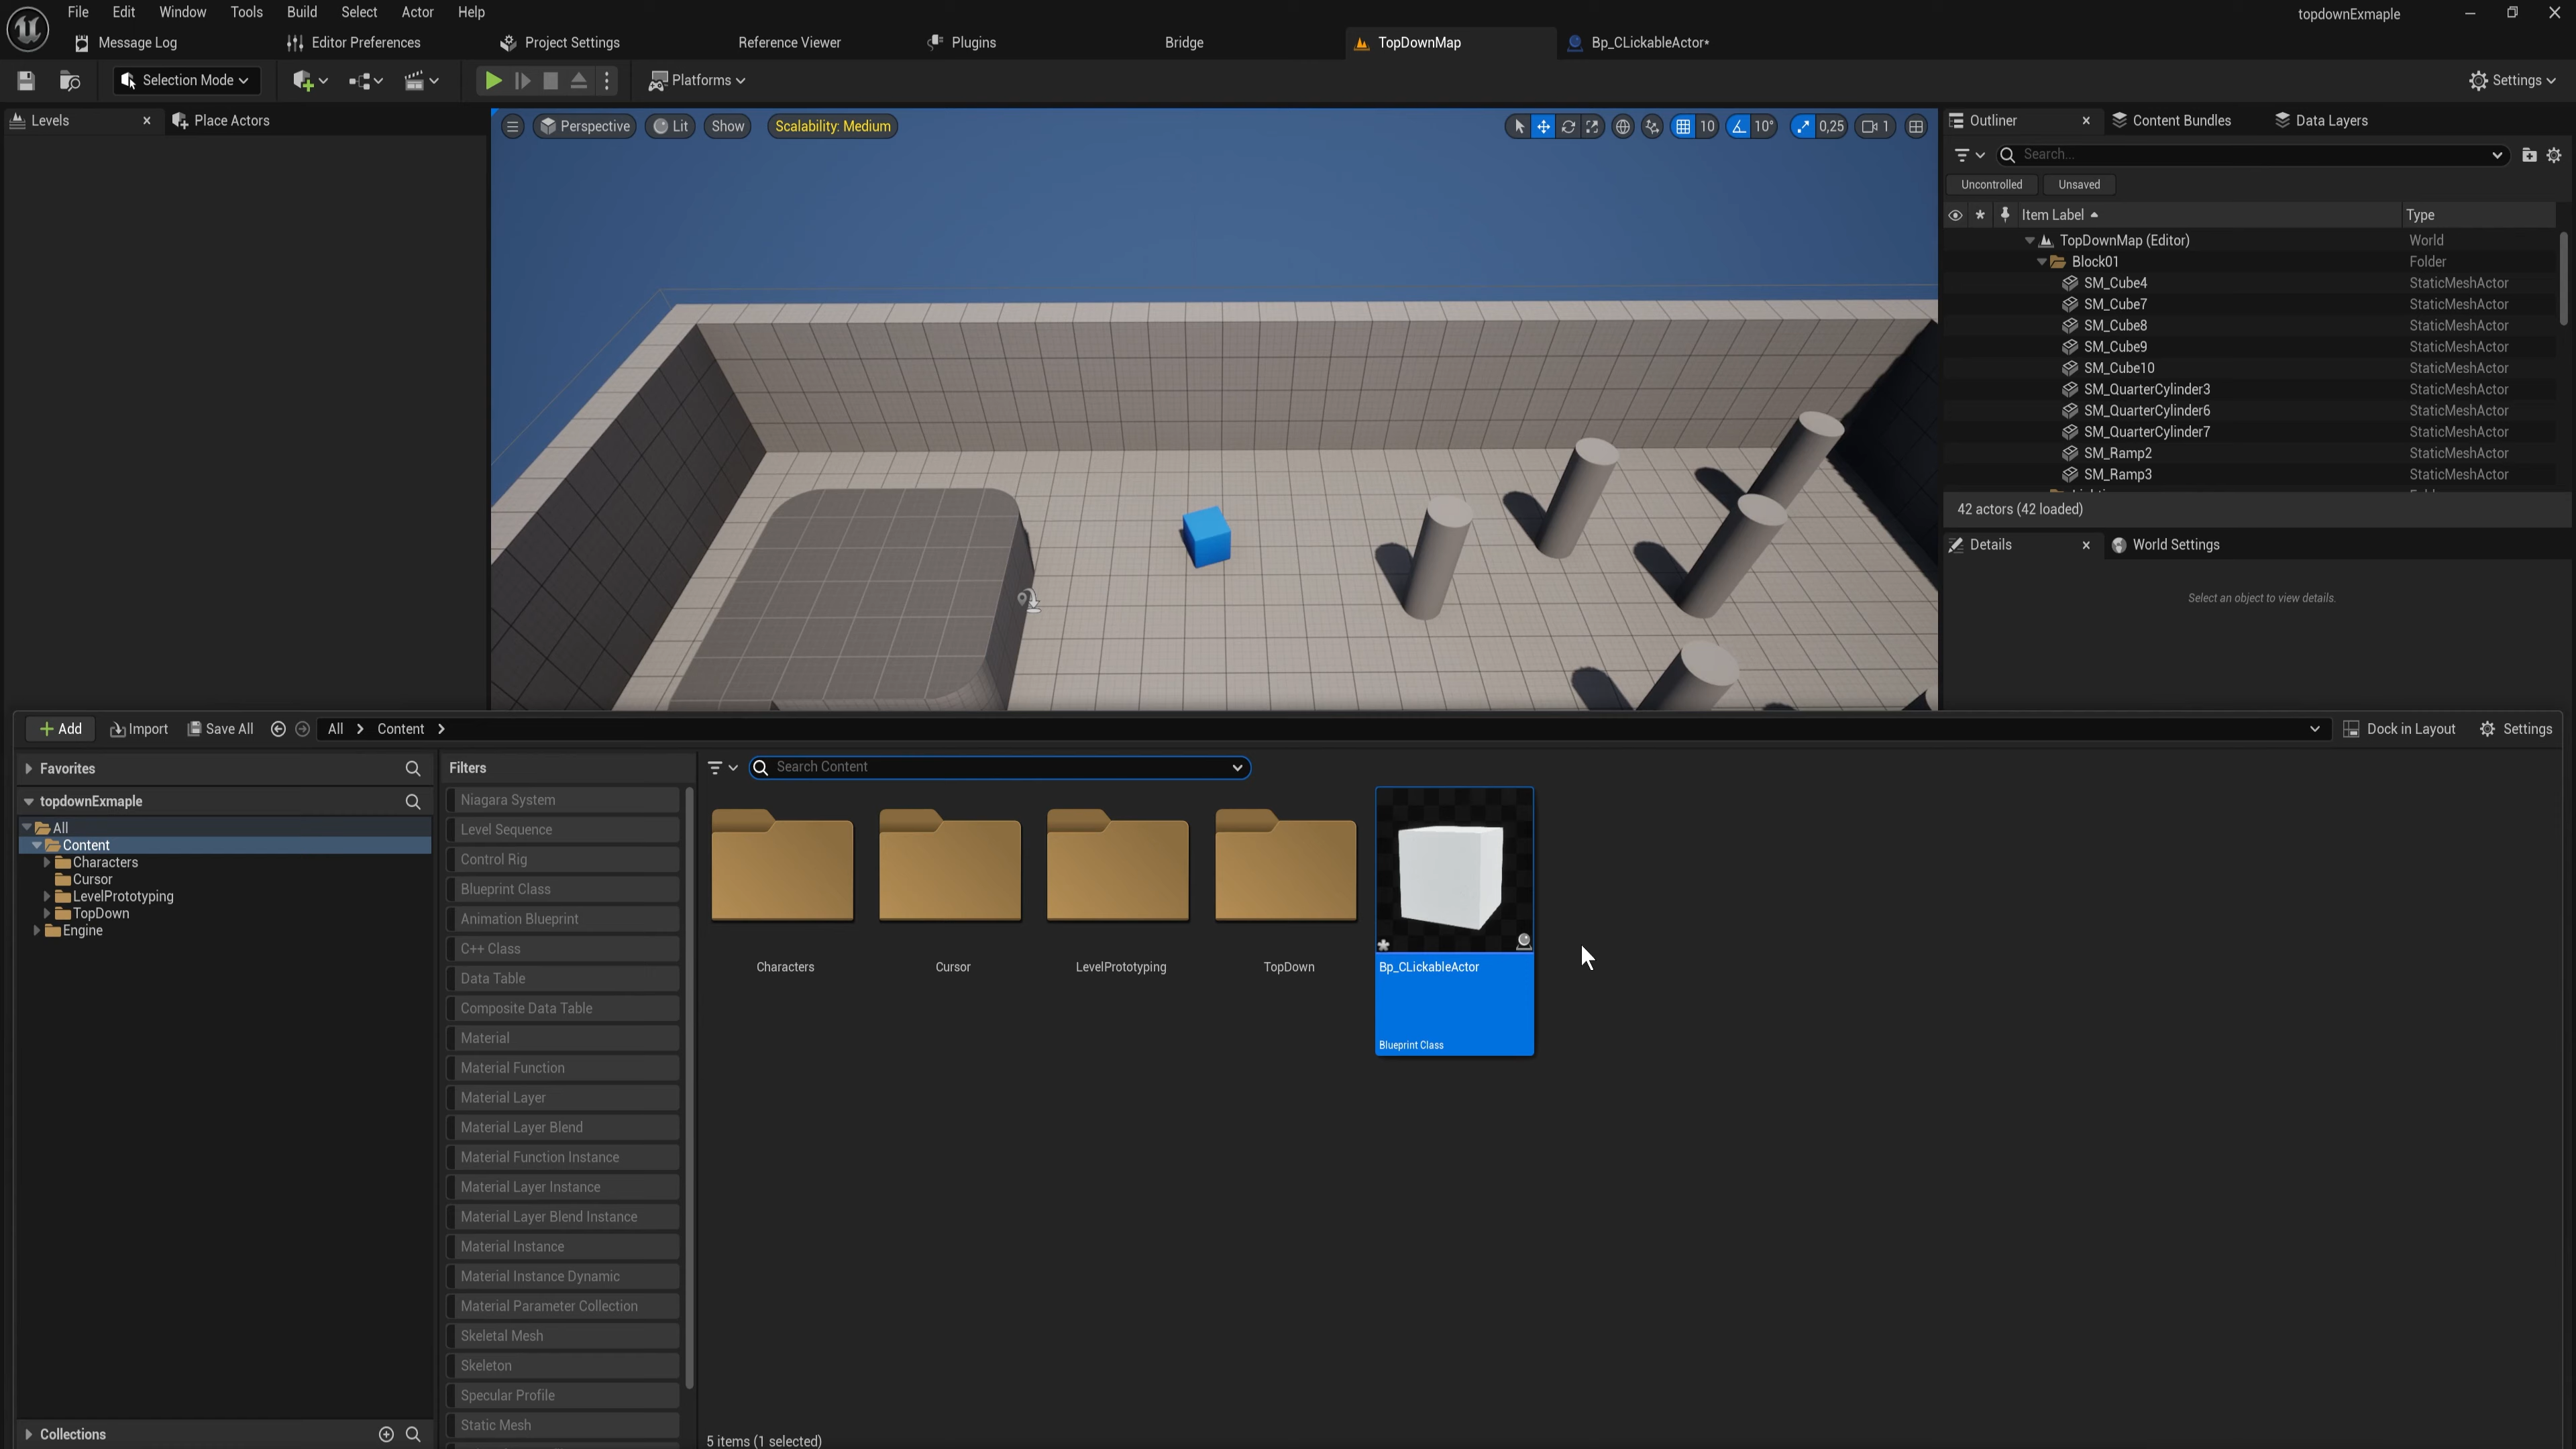 File Edit Window Tools Build Select Actor Help
topdownExmaple
Message Log
Editor Preferences
Project Settings
Reference Viewer
Plugins
Bridge
TopDownMap
Bp_CLickableActor*
Selection Mode
Platforms
Settings
Levels
Place Actors
Perspective
Lit
Show
Scalability: Medium
10
10°
0,25
1
Outliner
Content Bundles
Data Layers
Search...
Uncontrolled
Unsaved
Item Label
Type
TopDownMap (Editor) World
Block01 Folder
SM_Cube4 StaticMeshActor
SM_Cube7 StaticMeshActor
SM_Cube8 StaticMeshActor
SM_Cube9 StaticMeshActor
SM_Cube10 StaticMeshActor
SM_QuarterCylinder3 StaticMeshActor
SM_QuarterCylinder6 StaticMeshActor
SM_QuarterCylinder7 StaticMeshActor
SM_Ramp2 StaticMeshActor
SM_Ramp3 StaticMeshActor
42 actors (42 loaded)
Details
World Settings
Select an object to view details.
Add
Import
Save All
All
Content
Dock in Layout
Settings
Favorites
topdownExmaple
All
Content
Characters
Cursor
LevelPrototyping
TopDown
Engine
Collections
Filters
Niagara System
Level Sequence
Control Rig
Blueprint Class
Animation Blueprint
C++ Class
Data Table
Composite Data Table
Material
Material Function
Material Layer
Material Layer Blend
Material Function Instance
Material Layer Instance
Material Layer Blend Instance
Material Instance
Material Instance Dynamic
Material Parameter Collection
Skeletal Mesh
Skeleton
Specular Profile
Static Mesh
Search Content
Characters
Cursor
LevelPrototyping
TopDown
Bp_CLickableActor
Blueprint Class
5 items (1 selected)